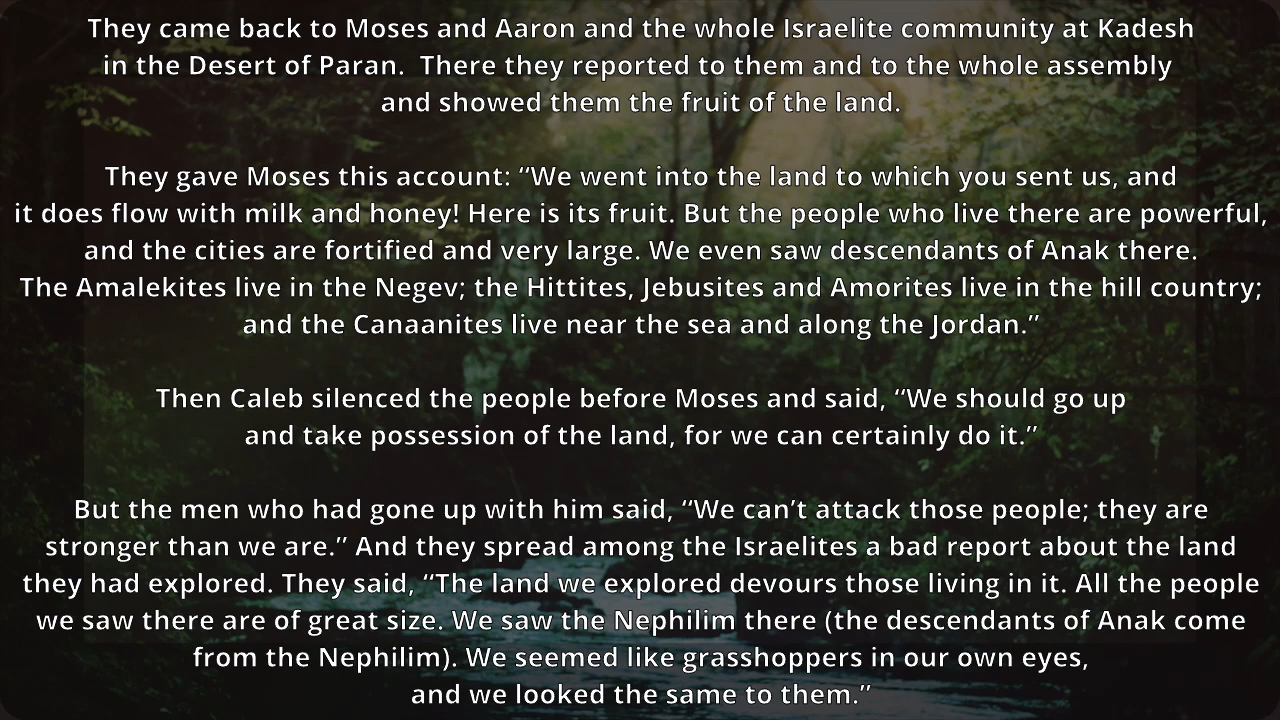 They came back to Moses and Aaron and the whole Israelite community at Kadesh
in the Desert of Paran.  There they reported to them and to the whole assembly
and showed them the fruit of the land.
They gave Moses this account: “We went into the land to which you sent us, and
it does flow with milk and honey! Here is its fruit. But the people who live there are powerful,
and the cities are fortified and very large. We even saw descendants of Anak there.
The Amalekites live in the Negev; the Hittites, Jebusites and Amorites live in the hill country;
and the Canaanites live near the sea and along the Jordan.”
Then Caleb silenced the people before Moses and said, “We should go up
and take possession of the land, for we can certainly do it.”
But the men who had gone up with him said, “We can’t attack those people; they are
stronger than we are.” And they spread among the Israelites a bad report about the land
they had explored. They said, “The land we explored devours those living in it. All the people
we saw there are of great size. We saw the Nephilim there (the descendants of Anak come
from the Nephilim). We seemed like grasshoppers in our own eyes,
and we looked the same to them.”